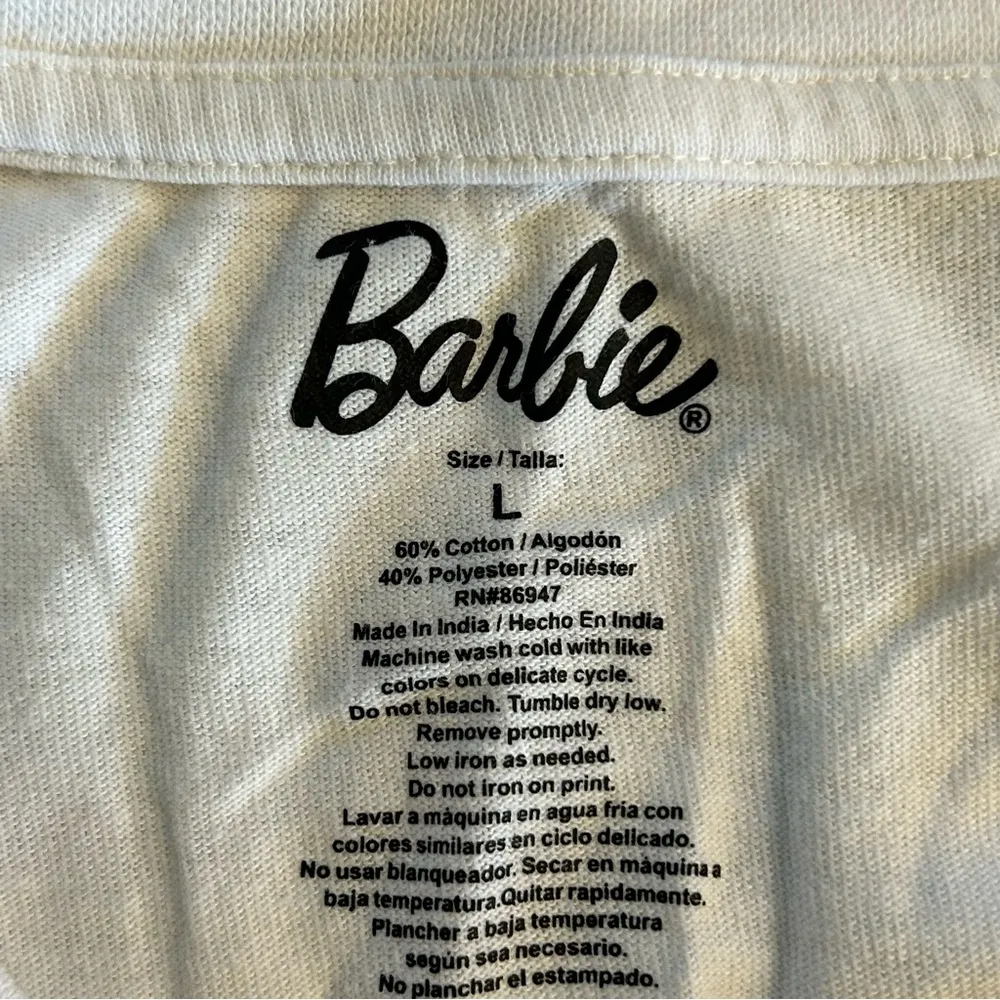 Barbie®
Size / Talla:
L
60% Cotton / Algodón
40% Polyester / Poliéster
RN#86947
Made In India / Hecho En India
Machine wash cold with like
colors on delicate cycle.
Do not bleach. Tumble dry low.
Remove promptly.
Low iron as needed.
Do not iron on print.
Lavar a máquina en agua fria con
colores similares en ciclo delicado.
No usar blanqueador. Secar en máquina a
baja temperatura.Quitar rapidamente.
Plancher a baja temperatura
según sea necesario.
No planchar el estampado.